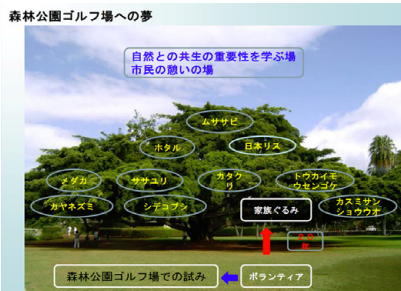 森林公園ゴルフ場への夢
自然との共生の重要性を学ぶ場
市民の憩いの場
ムササビ
ホタル
日本リス
メダカ
ササユリ
カタク
リ
トウカイモ
ウセンゴケ
カヤネズミ
シデコブシ
家族ぐるみ
カスミサン
ショウウオ
森林公園ゴルフ場での試み
ボランティア